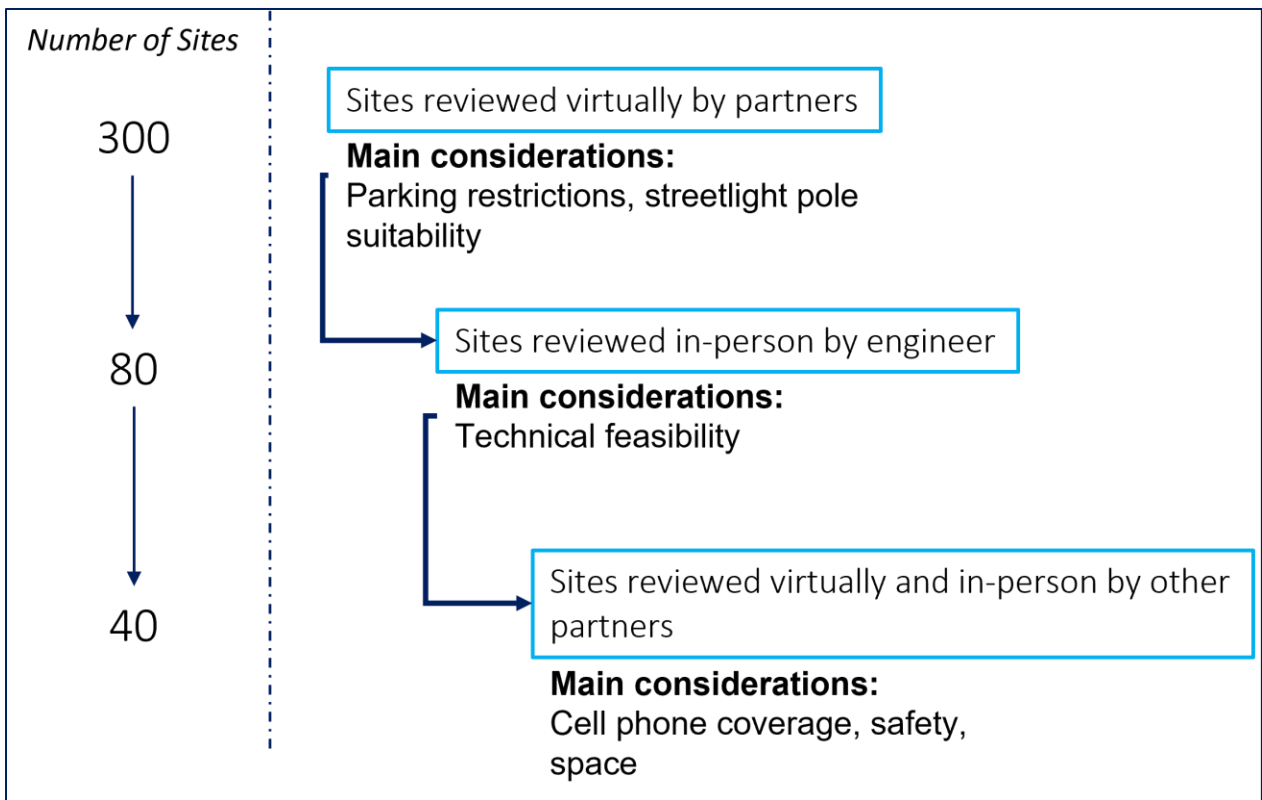 Number of Sites
300
Sites reviewed virtually by partners
Main considerations:
Parking restrictions, streetlight pole
suitability
80
Sites reviewed in-person by engineer
Main considerations:
Technical feasibility
40
Sites reviewed virtually and in-person by other
partners
Main considerations:
Cell phone coverage, safety,
space